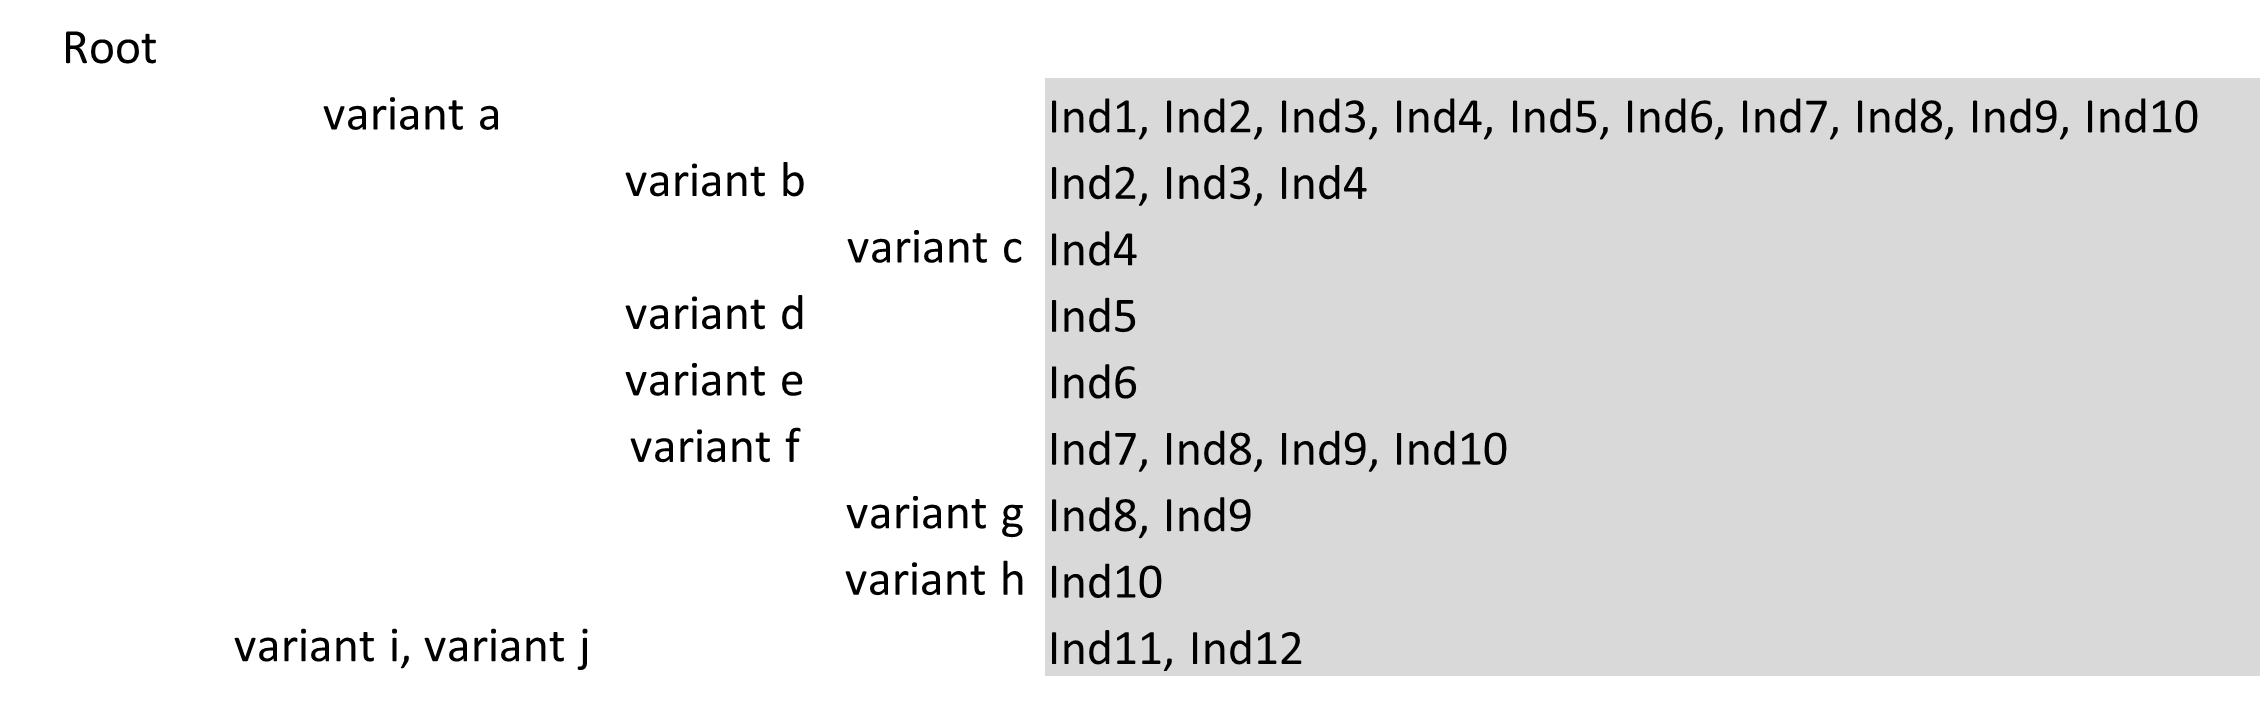 Root
variant a Ind1, Ind2, Ind3, Ind4, Ind5, Ind6, Ind7, Ind8, Ind9, Ind10
variant b Ind2, Ind3, Ind4
variant c Ind4
variant d Ind5
variant e Ind6
variant f Ind7, Ind8, Ind9, Ind10
variant g Ind8, Ind9
variant h Ind10
variant i, variant j Ind11, Ind12